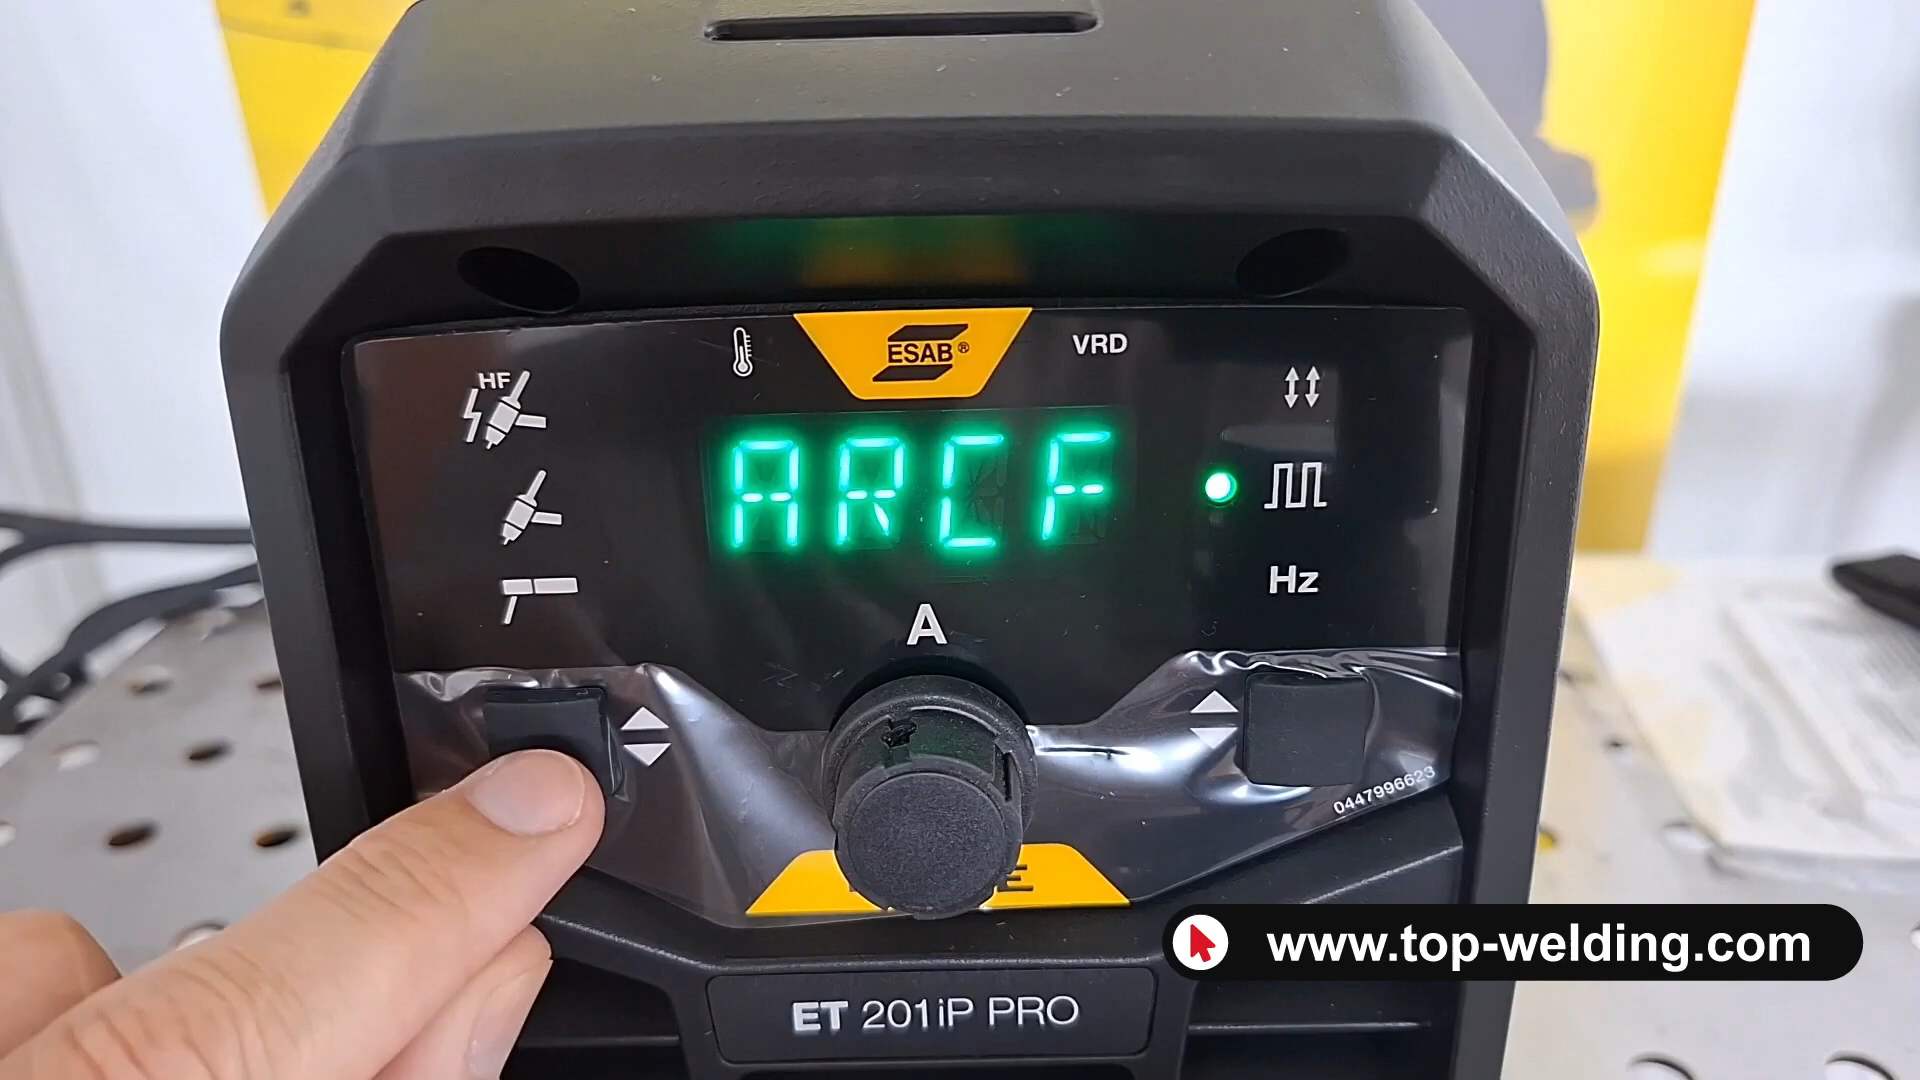 HF
ESAB®
VRD
ARCF
Hz
A
0447996623
E
www.top-welding.com
ET 201iP PRO